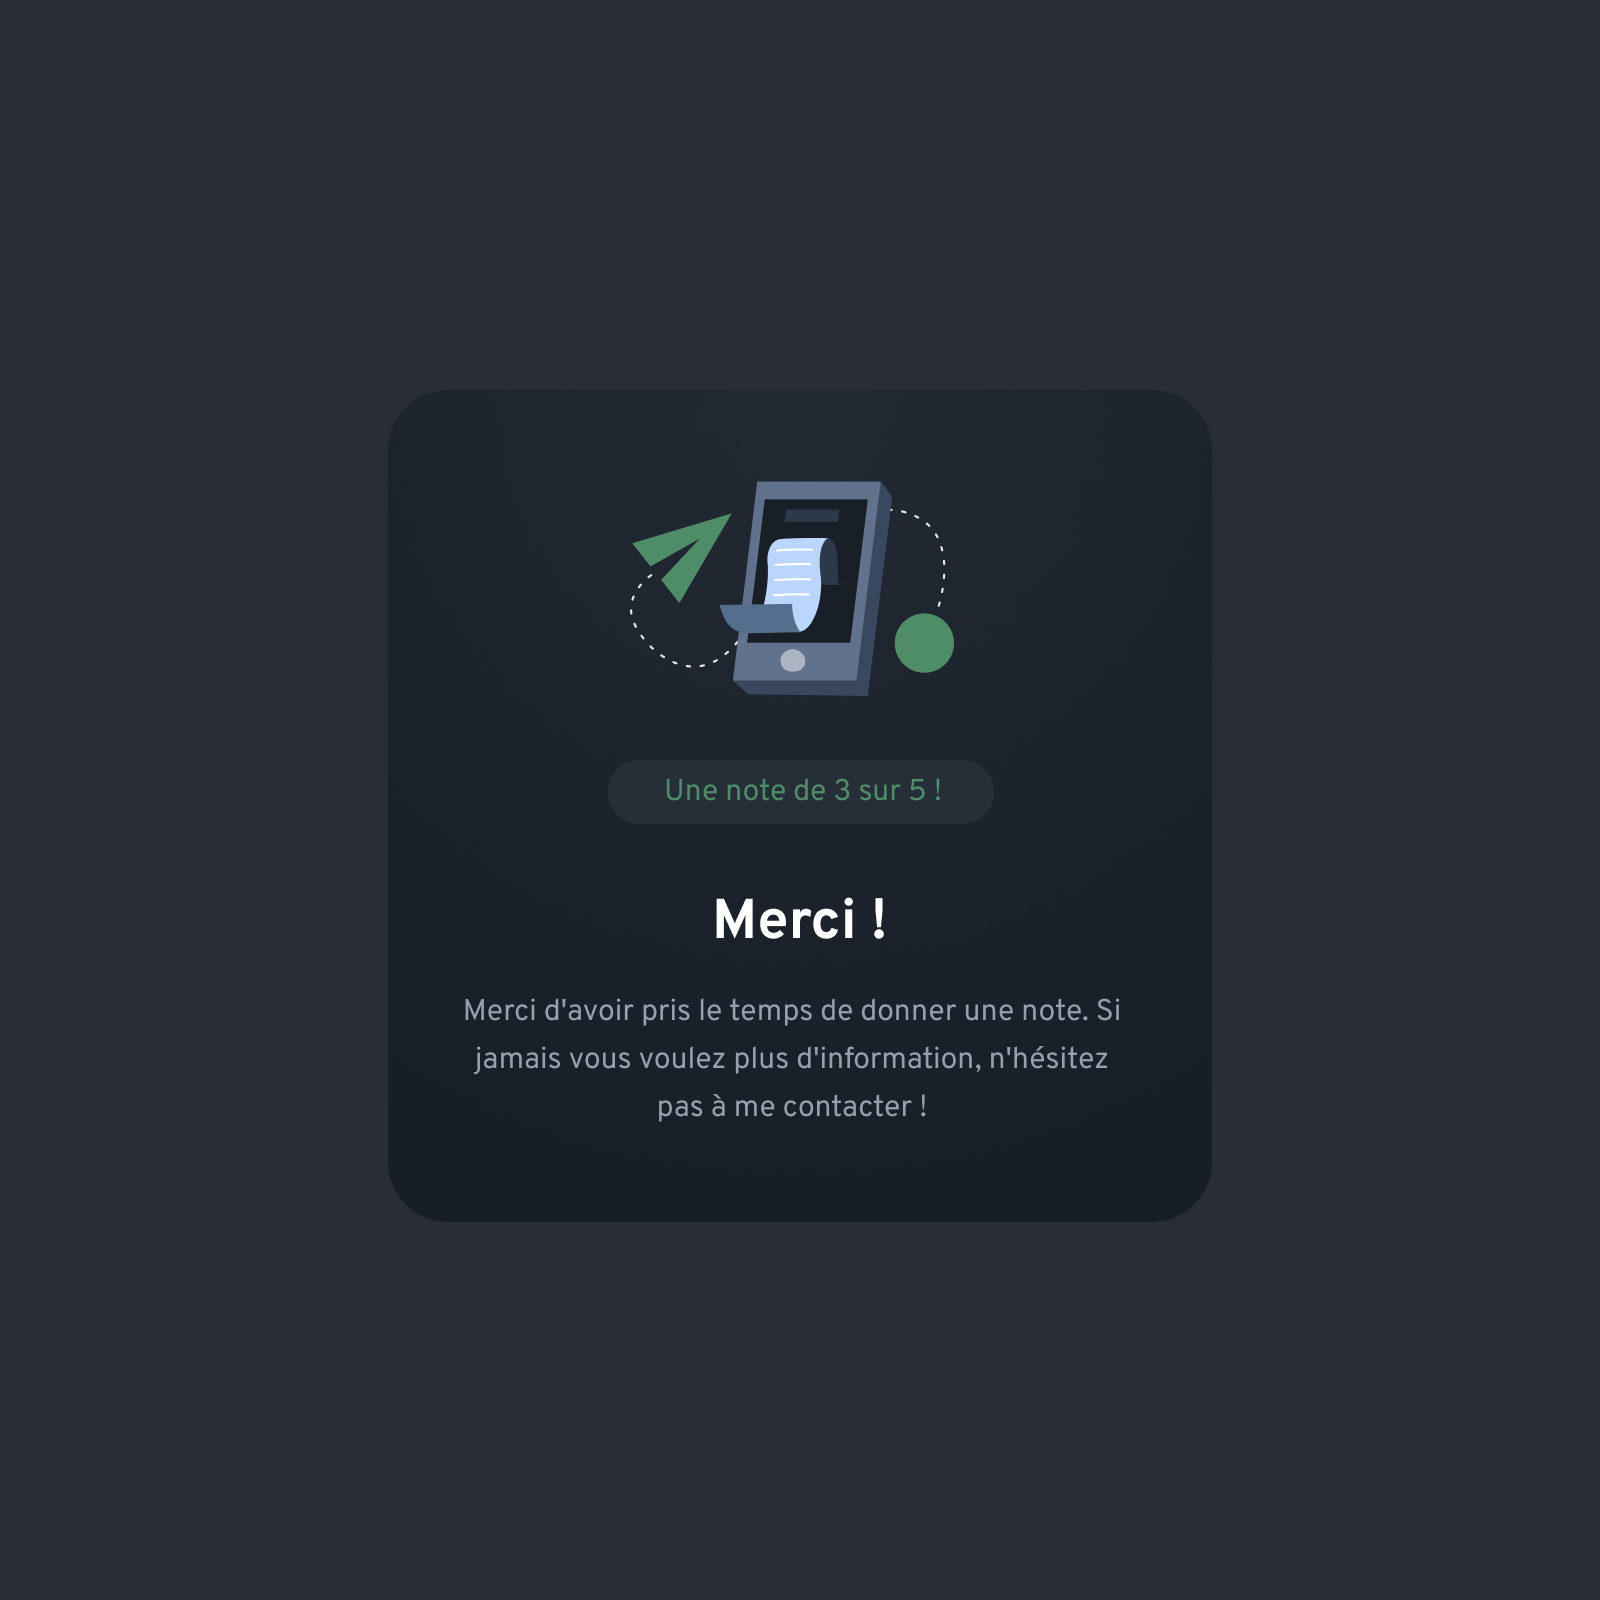 Une note de 3 sur 5 !
Merci !
Merci d'avoir pris le temps de donner une note. Si
jamais vous voulez plus d'information, n'hésitez
pas à me contacter !